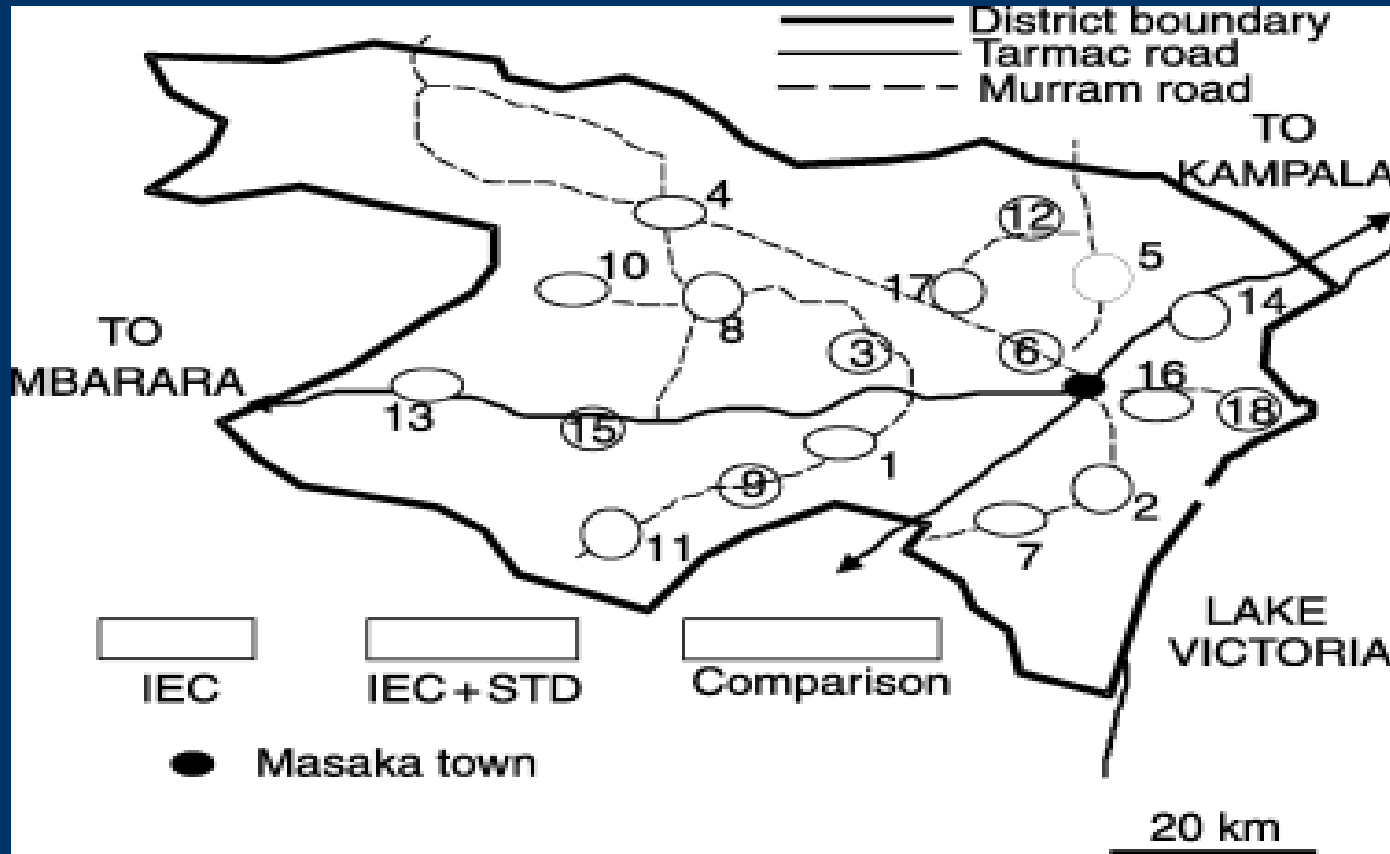 District boundary
Tarmac road
Murram road
TO
KAMPALA
4
12
10
5
17
14
8
TO
MBARARA
3
6
16
13
18
15
1
9
2
11
7
LAKE
VICTORIA
IEC
IEC + STD
Comparison
Masaka town
20 km